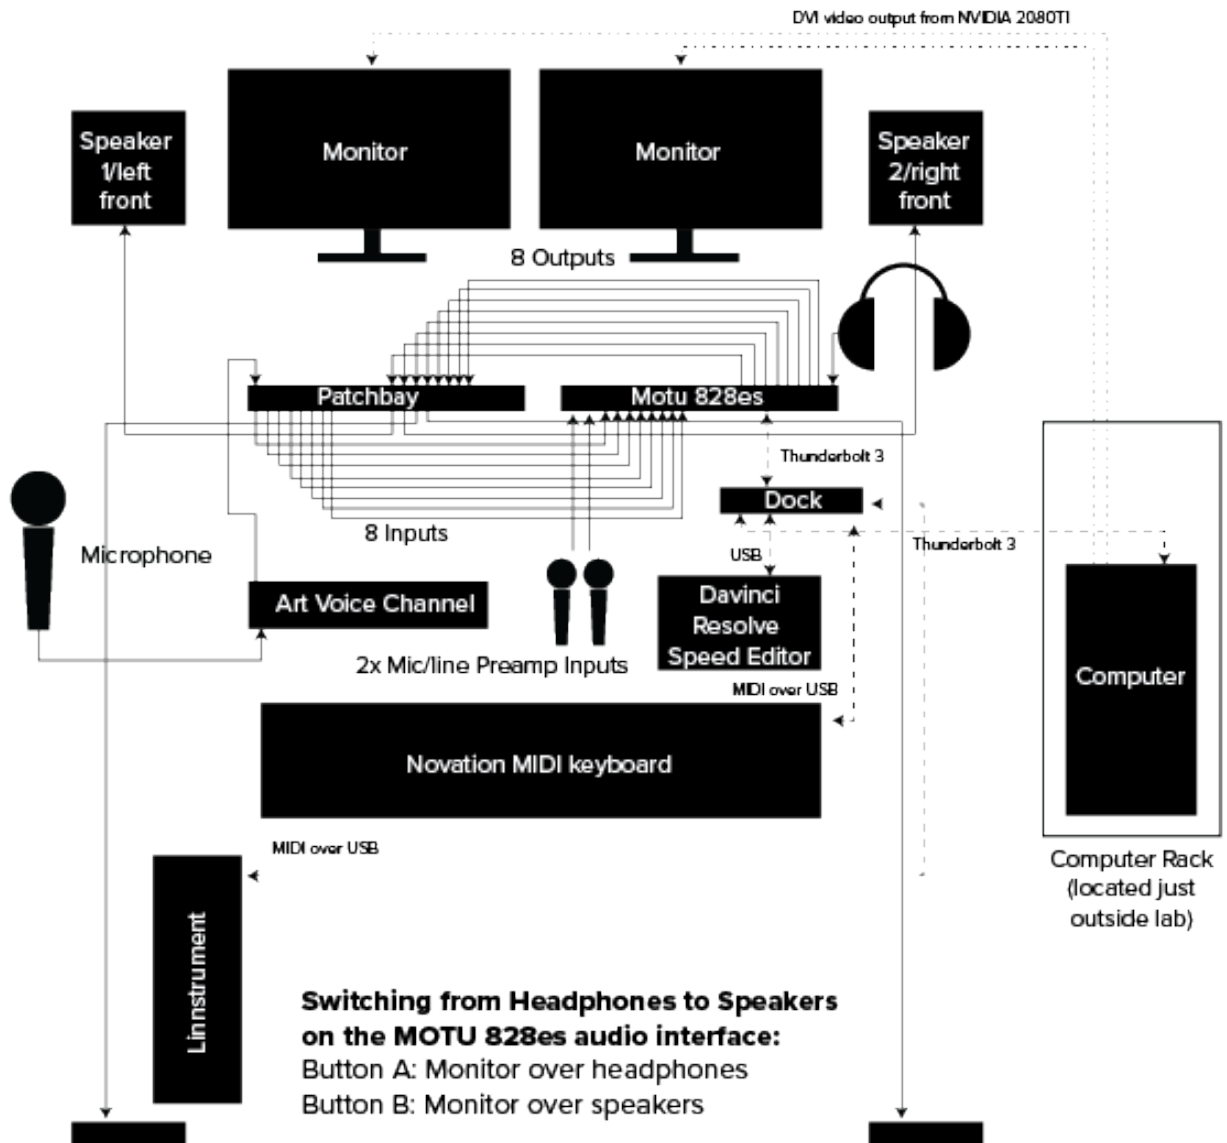 DVI video output from NVIDIA 2080TI
Speaker
1/left
front
Monitor
Monitor
Speaker
2/right
front
8 Outputs
Patchbay
Motu 828es
Thunderbolt 3
Dock
8 Inputs
USB
Thunderbolt 3
Microphone
Art Voice Channel
Davinci
Resolve
Speed Editor
2x Mic/line Preamp Inputs
MIDI over USB
Computer
Novation MIDI keyboard
MIDI over USB
Computer Rack
(located just
outside lab)
Linnstrument
Switching from Headphones to Speakers
on the MOTU 828es audio interface:
Button A: Monitor over headphones
Button B: Monitor over speakers